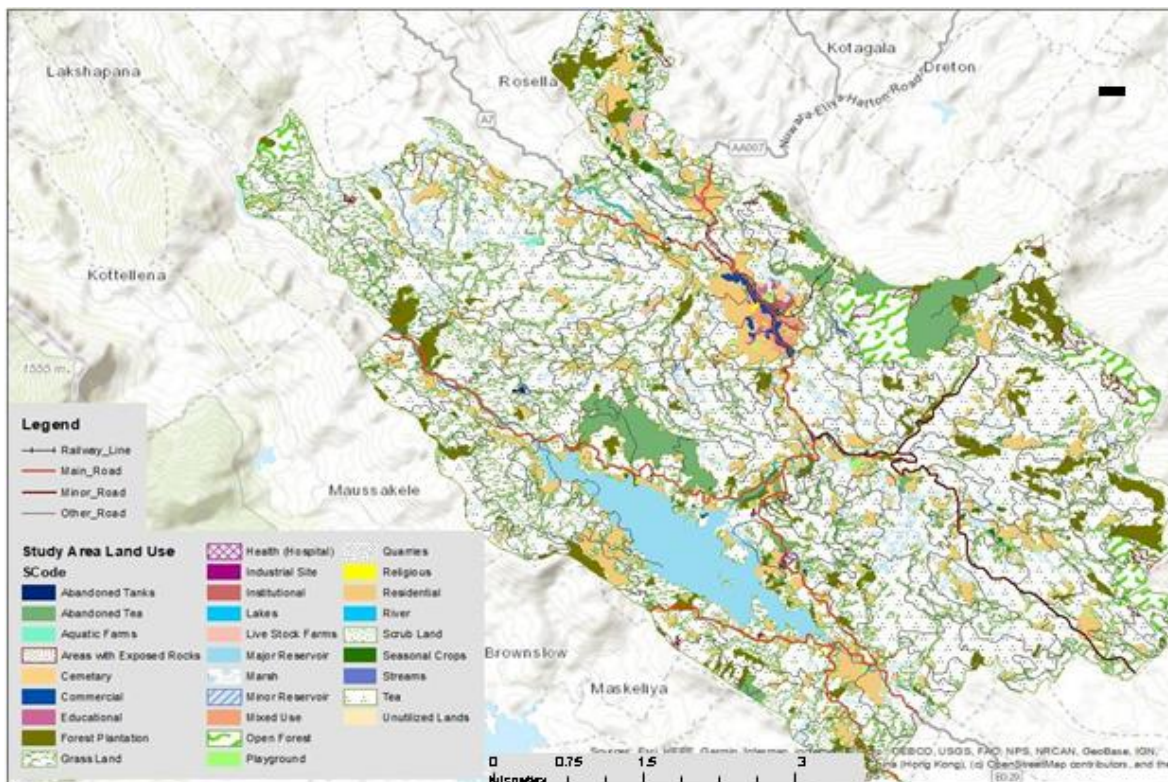 Kotagala
Dreton
Lakshapana
Rosella
A7
Nuwara Eliya Hatton Road
AA007
Kottellena
1555 m.
Legend
Railway_Line
Main_Road
Minor_Road
Other_Road
Maussakele
Study Area Land Use
SCode
Abandoned Tanks
Abandoned Tea
Aquatic Farms
Areas with Exposed Rocks
Cemetary
Commercial
Educational
Forest Plantation
Grass Land
Health (Hospital)
Industrial Site
Institutional
Lakes
Live Stock Farms
Major Reservoir
Marsh
Minor Reservoir
Mixed Use
Open Forest
Playground
Quarries
Religious
Residential
River
Scrub Land
Seasonal Crops
Streams
Tea
Unutilized Lands
Brownslow
Maskeliya
0 0.75 1.5 3
Sources: Esri, HERE, Garmin, Intermap,
GEBCO, USGS, FAO, NPS, NRCAN, GeoBase, IGN,
(Hong Kong), (c) OpenStreetMap contributors, and the